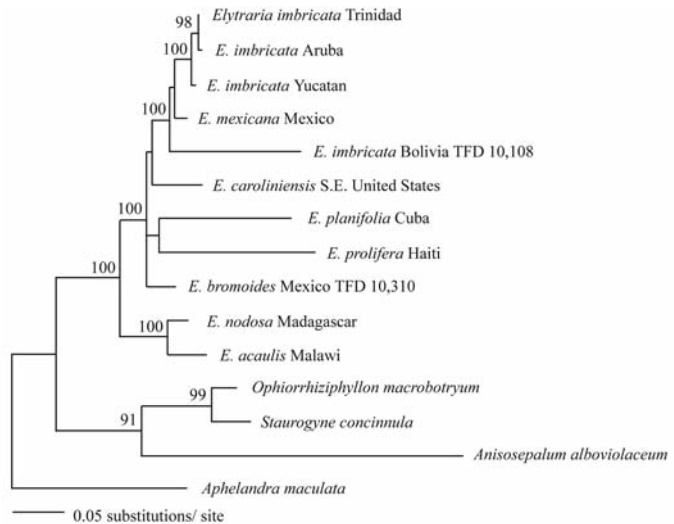 Elytraria imbricata Trinidad
98
E. imbricata Aruba
100
E. imbricata Yucatan
100
E. mexicana Mexico
E. imbricata Bolivia TFD 10,108
E. caroliniensis S.E. United States
100
E. planifolia Cuba
E. prolifera Haiti
100
E. bromoides Mexico TFD 10,310
E. nodosa Madagascar
100
E. acaulis Malawi
Ophiorrhiziphyllon macrobotryum
99
Staurogyne concinnula
91
Anisosepalum alboviolaceum
Aphelandra maculata
0.05 substitutions/ site